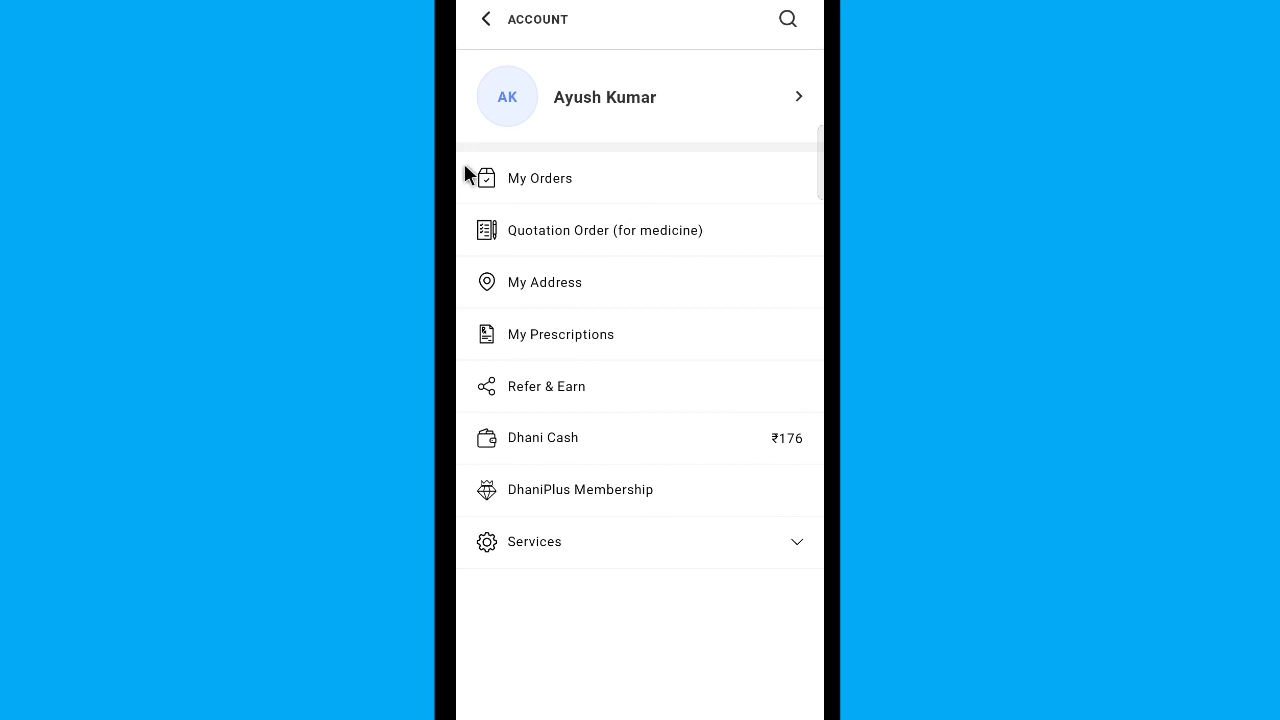 ACCOUNT
AK
Ayush Kumar
My Orders
Quotation Order (for medicine)
My Address
My Prescriptions
Refer & Earn
Dhani Cash ₹176
DhaniPlus Membership
Services